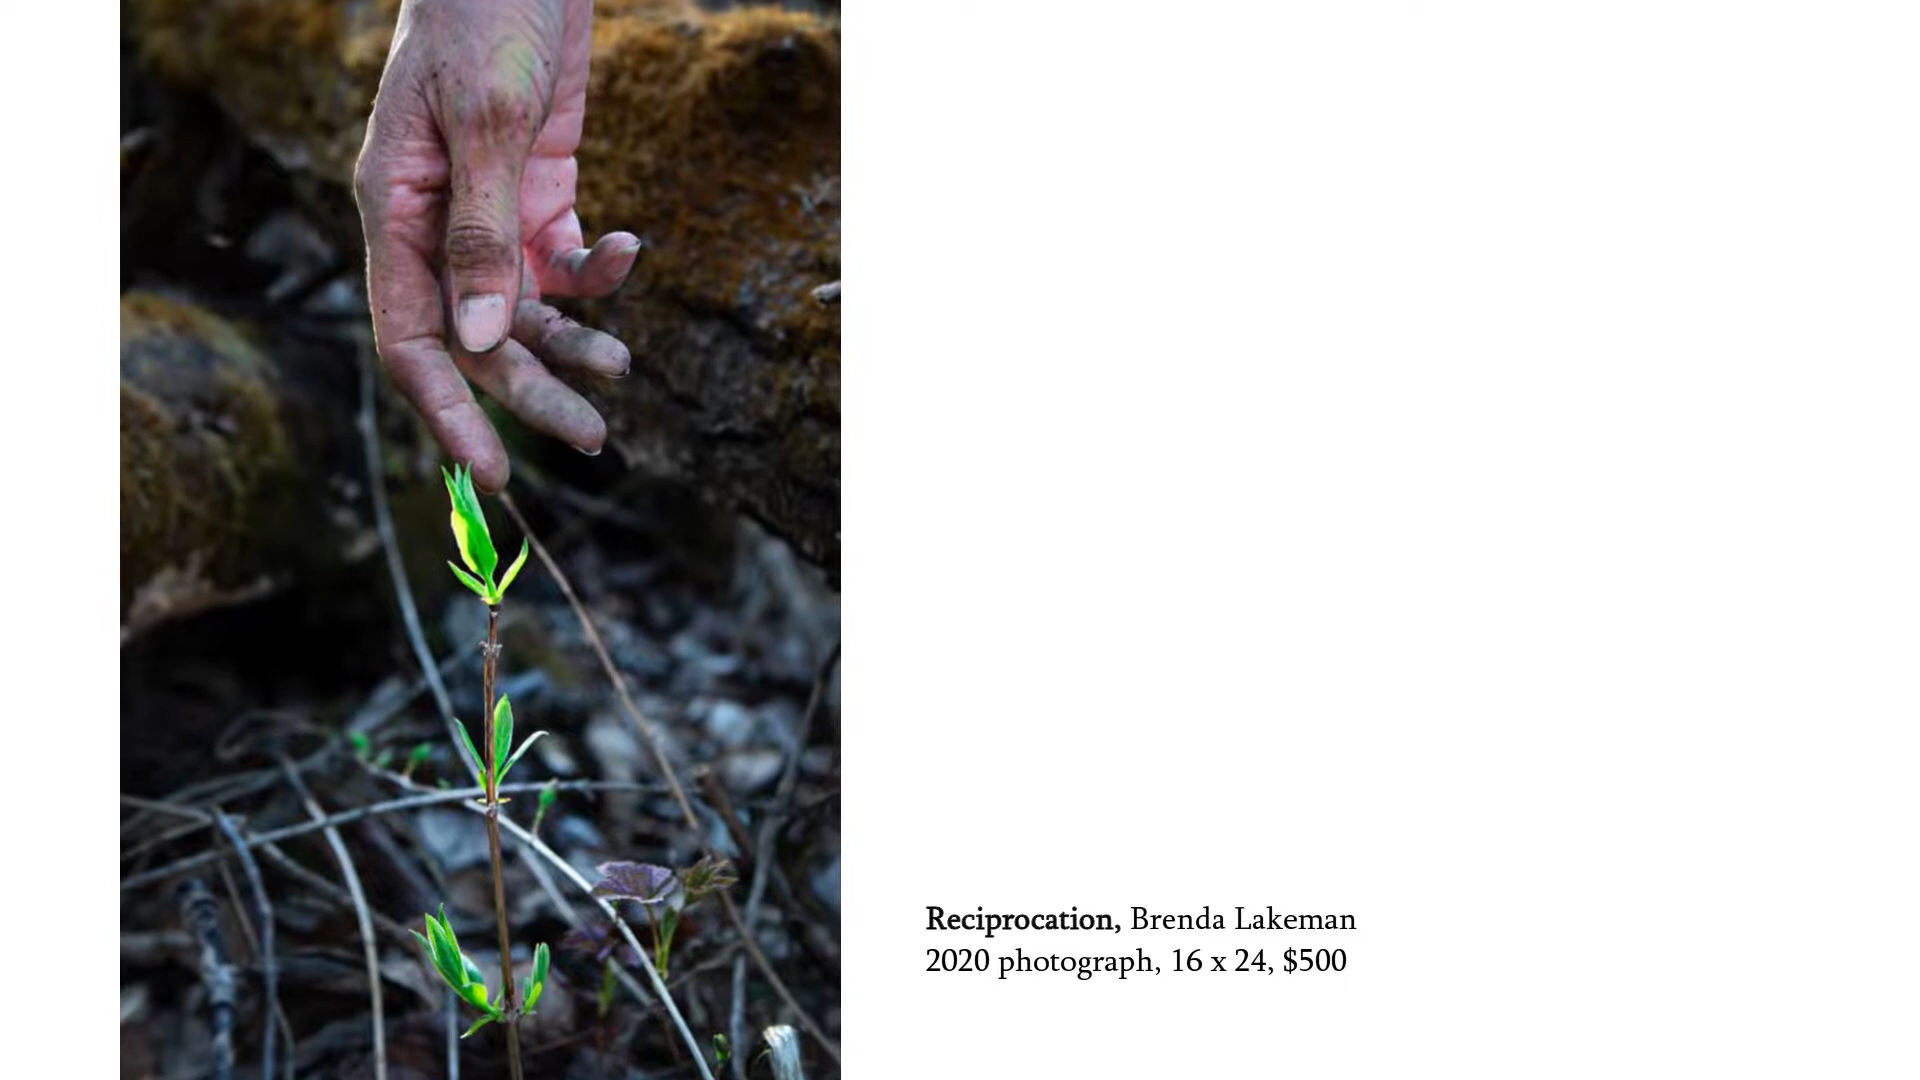 Reciprocation, Brenda Lakeman
2020 photograph, 16 x 24, $500